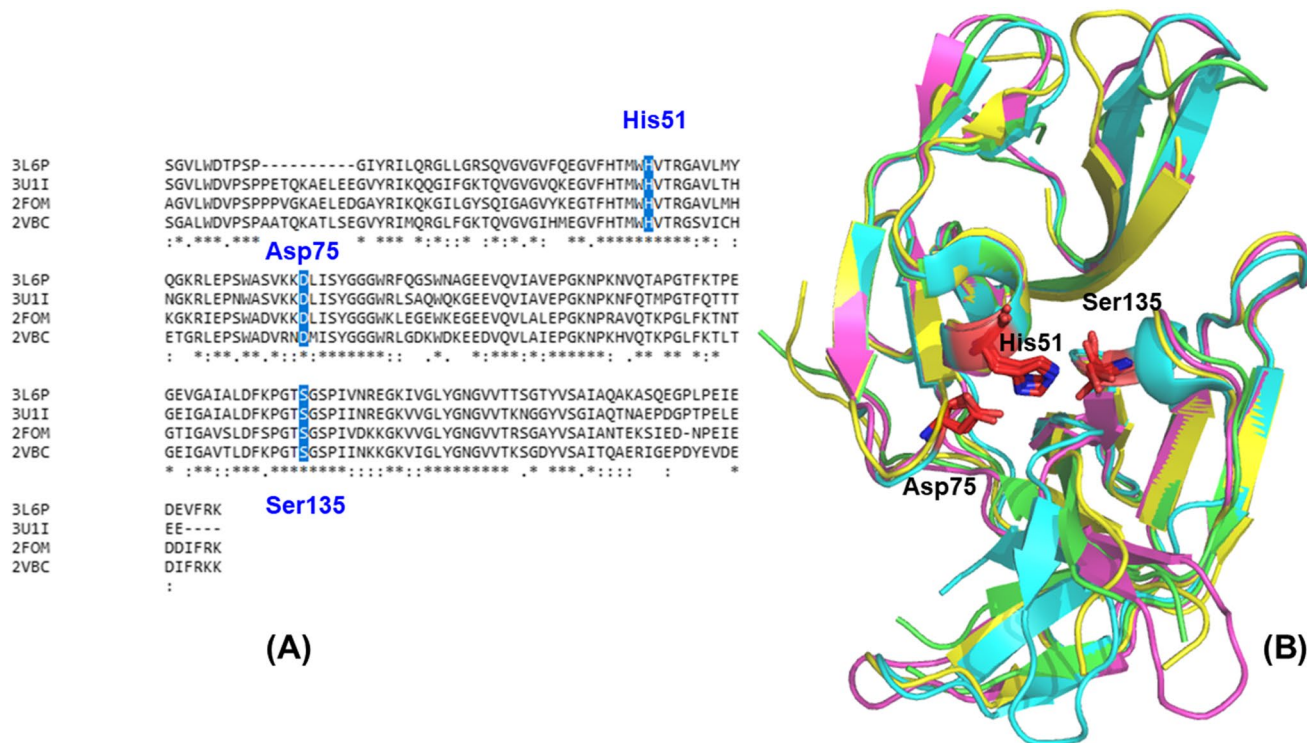 His51
3L6P SGVLWDTPSP----------GIYRILQRGLLGRSQVGVGVFQEGVFHTMWHVTRGAVLMY
3U1I SGVLWDVPSPPETQKAELEEGVYRIKQQGIFGKTQVGVGVQKEGVFHTMWHVTRGAVLTH
2FOM AGVLWDVPSPPPVGKAELEDGAYRIKQKGILGYSQIGAGVYKEGTFHTMWHVTRGAVLMH
2VBC SGALWDVPSPAATQKATLSEGVYRIMQRGLFGKTQVGVGIHMEGVFHTMWHVTRGSVICH
:*.***.*** * *** *:*::* :*:*.*: **.**********:*: :
Asp75
3L6P QGKRLEPSWASVKKDLISYGGGWRFQGSWNAGEEVQVIAVEPGKNPKNVQTAPGTFKTPE
3U1I NGKRLEPNWASVKKDLISYGGGWRLSAQWQKGEEVQVIAVEPGKNPKNFQTMPGTFQTTT
2FOM KGKRIEPSWADVKKDLISYGGGWKLEGEWKEGEEVQVLALEPGKNPRAVQTKPGLFKTNT
2VBC ETGRLEPSWADVRNDMISYGGGWRLGDKWDKEEDVQVLAIEPGKNPKHVQTKPGLFKTLT
: *:**.**.*::*:*******:: .*. *:***:*:******: .** ** *:*
3L6P GEVGAIALDFKPGTSGSPIVNREGKIVGLYGNGVVTTSGTYVSAIAQAKASQEGPLPEIE
3U1I GEIGAIALDFKPGTSGSPIINREGKVVGLYGNGVVTKNGGYVSGIAQTNAEPDGPTPELE
2FOM GTIGAVSLDFSPGTSGSPIVDKKGKVVGLYGNGVVTRSGAYVSAIANTEKSIED-NPEIE
2VBC GEIGAVTLDFKPGTSGSPIINKKGKVIGLYGNGVVTKSGDYVSAITQAERIGEPDYEVDE
* :**::***.********::::**::********* .* ***.*::: : *
Ser135
3L6P DEVFRK
3U1I EE----
2FOM DDIFRK
2VBC DIFRKK
:
(A)
Ser135
His51
Asp75
(B)